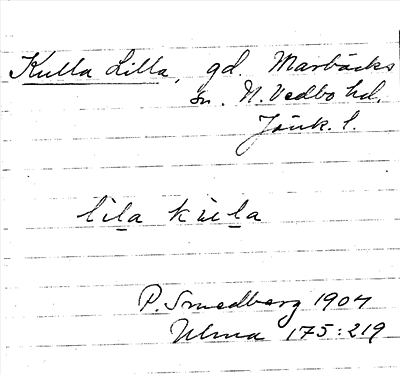 Kulla Lilla, gd. Marbäcks
sn. N. Vedbo hd.
Jönk. l.
lila kula
P. Smedberg 1904
Ulma 175:219